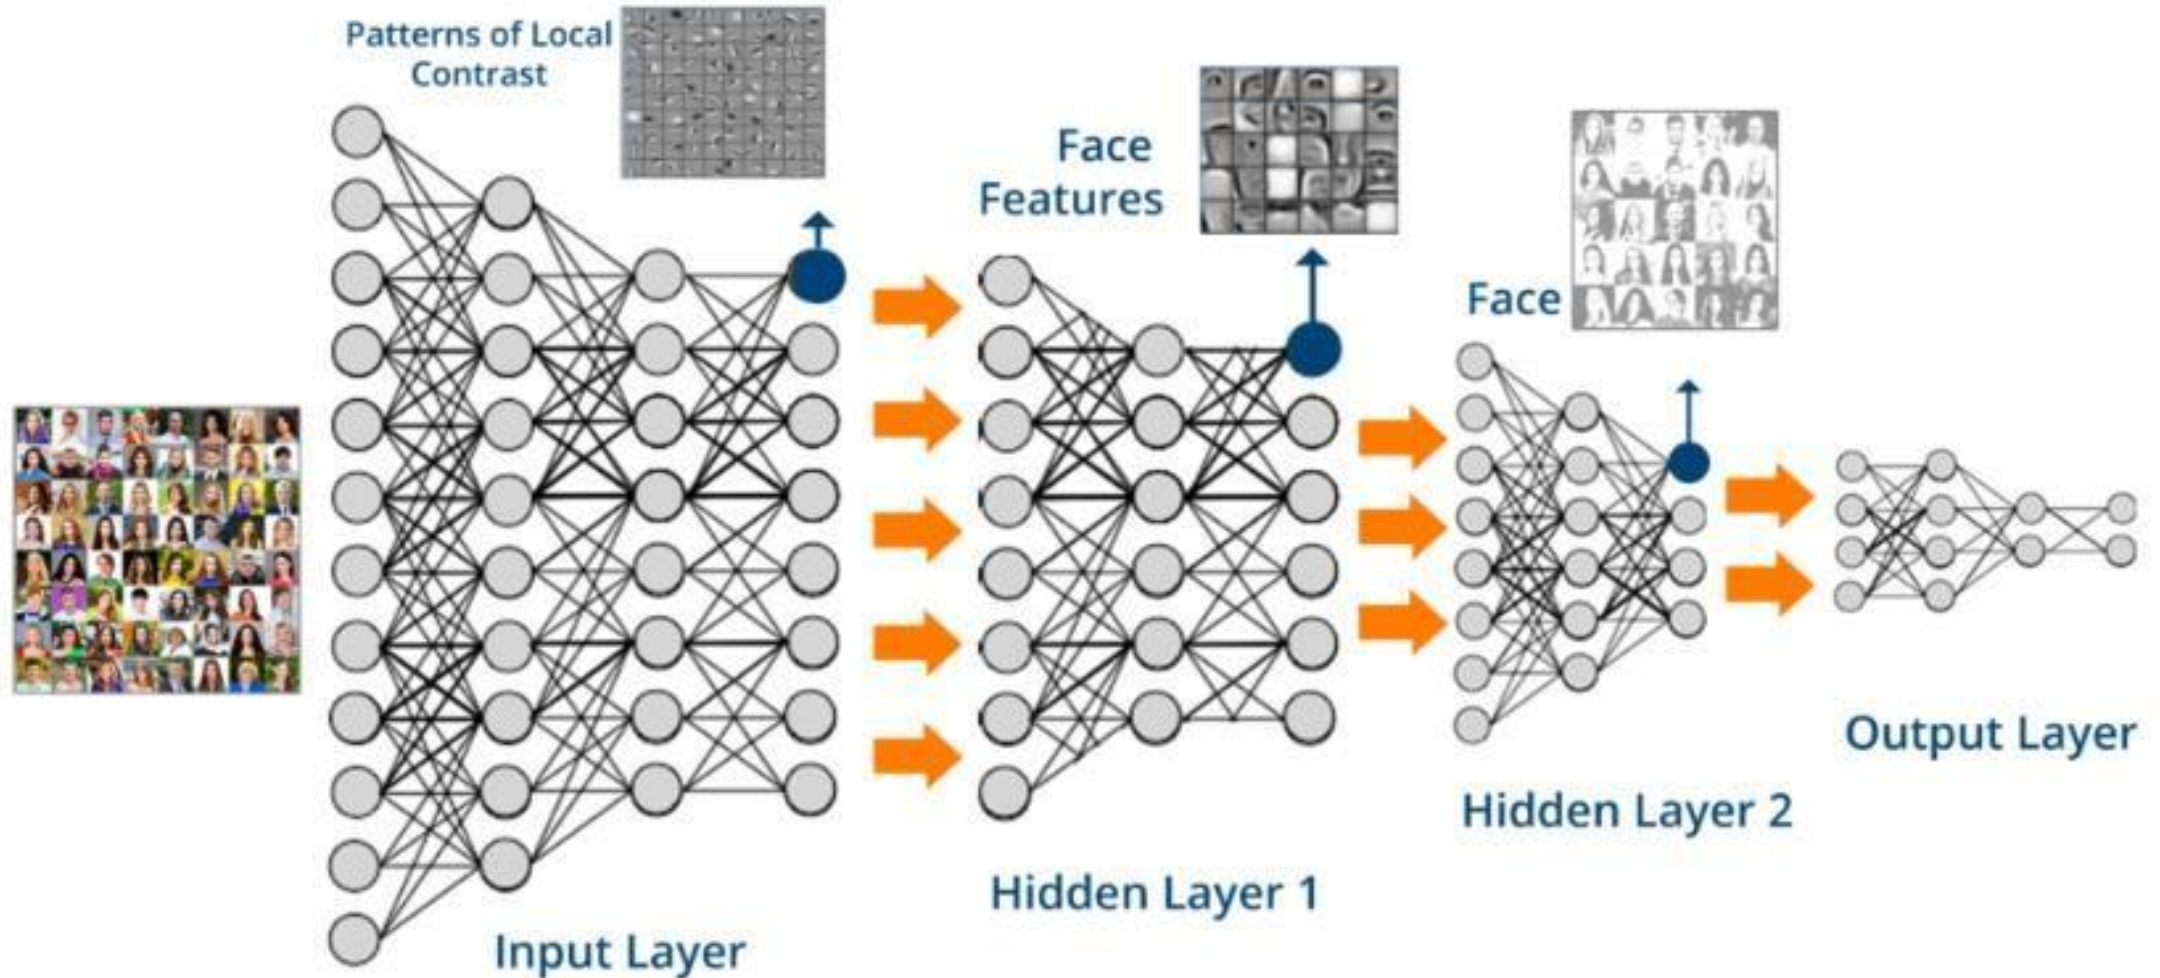 Patterns of Local
Contrast
Face
Features
Face
Input Layer
Hidden Layer 1
Hidden Layer 2
Output Layer